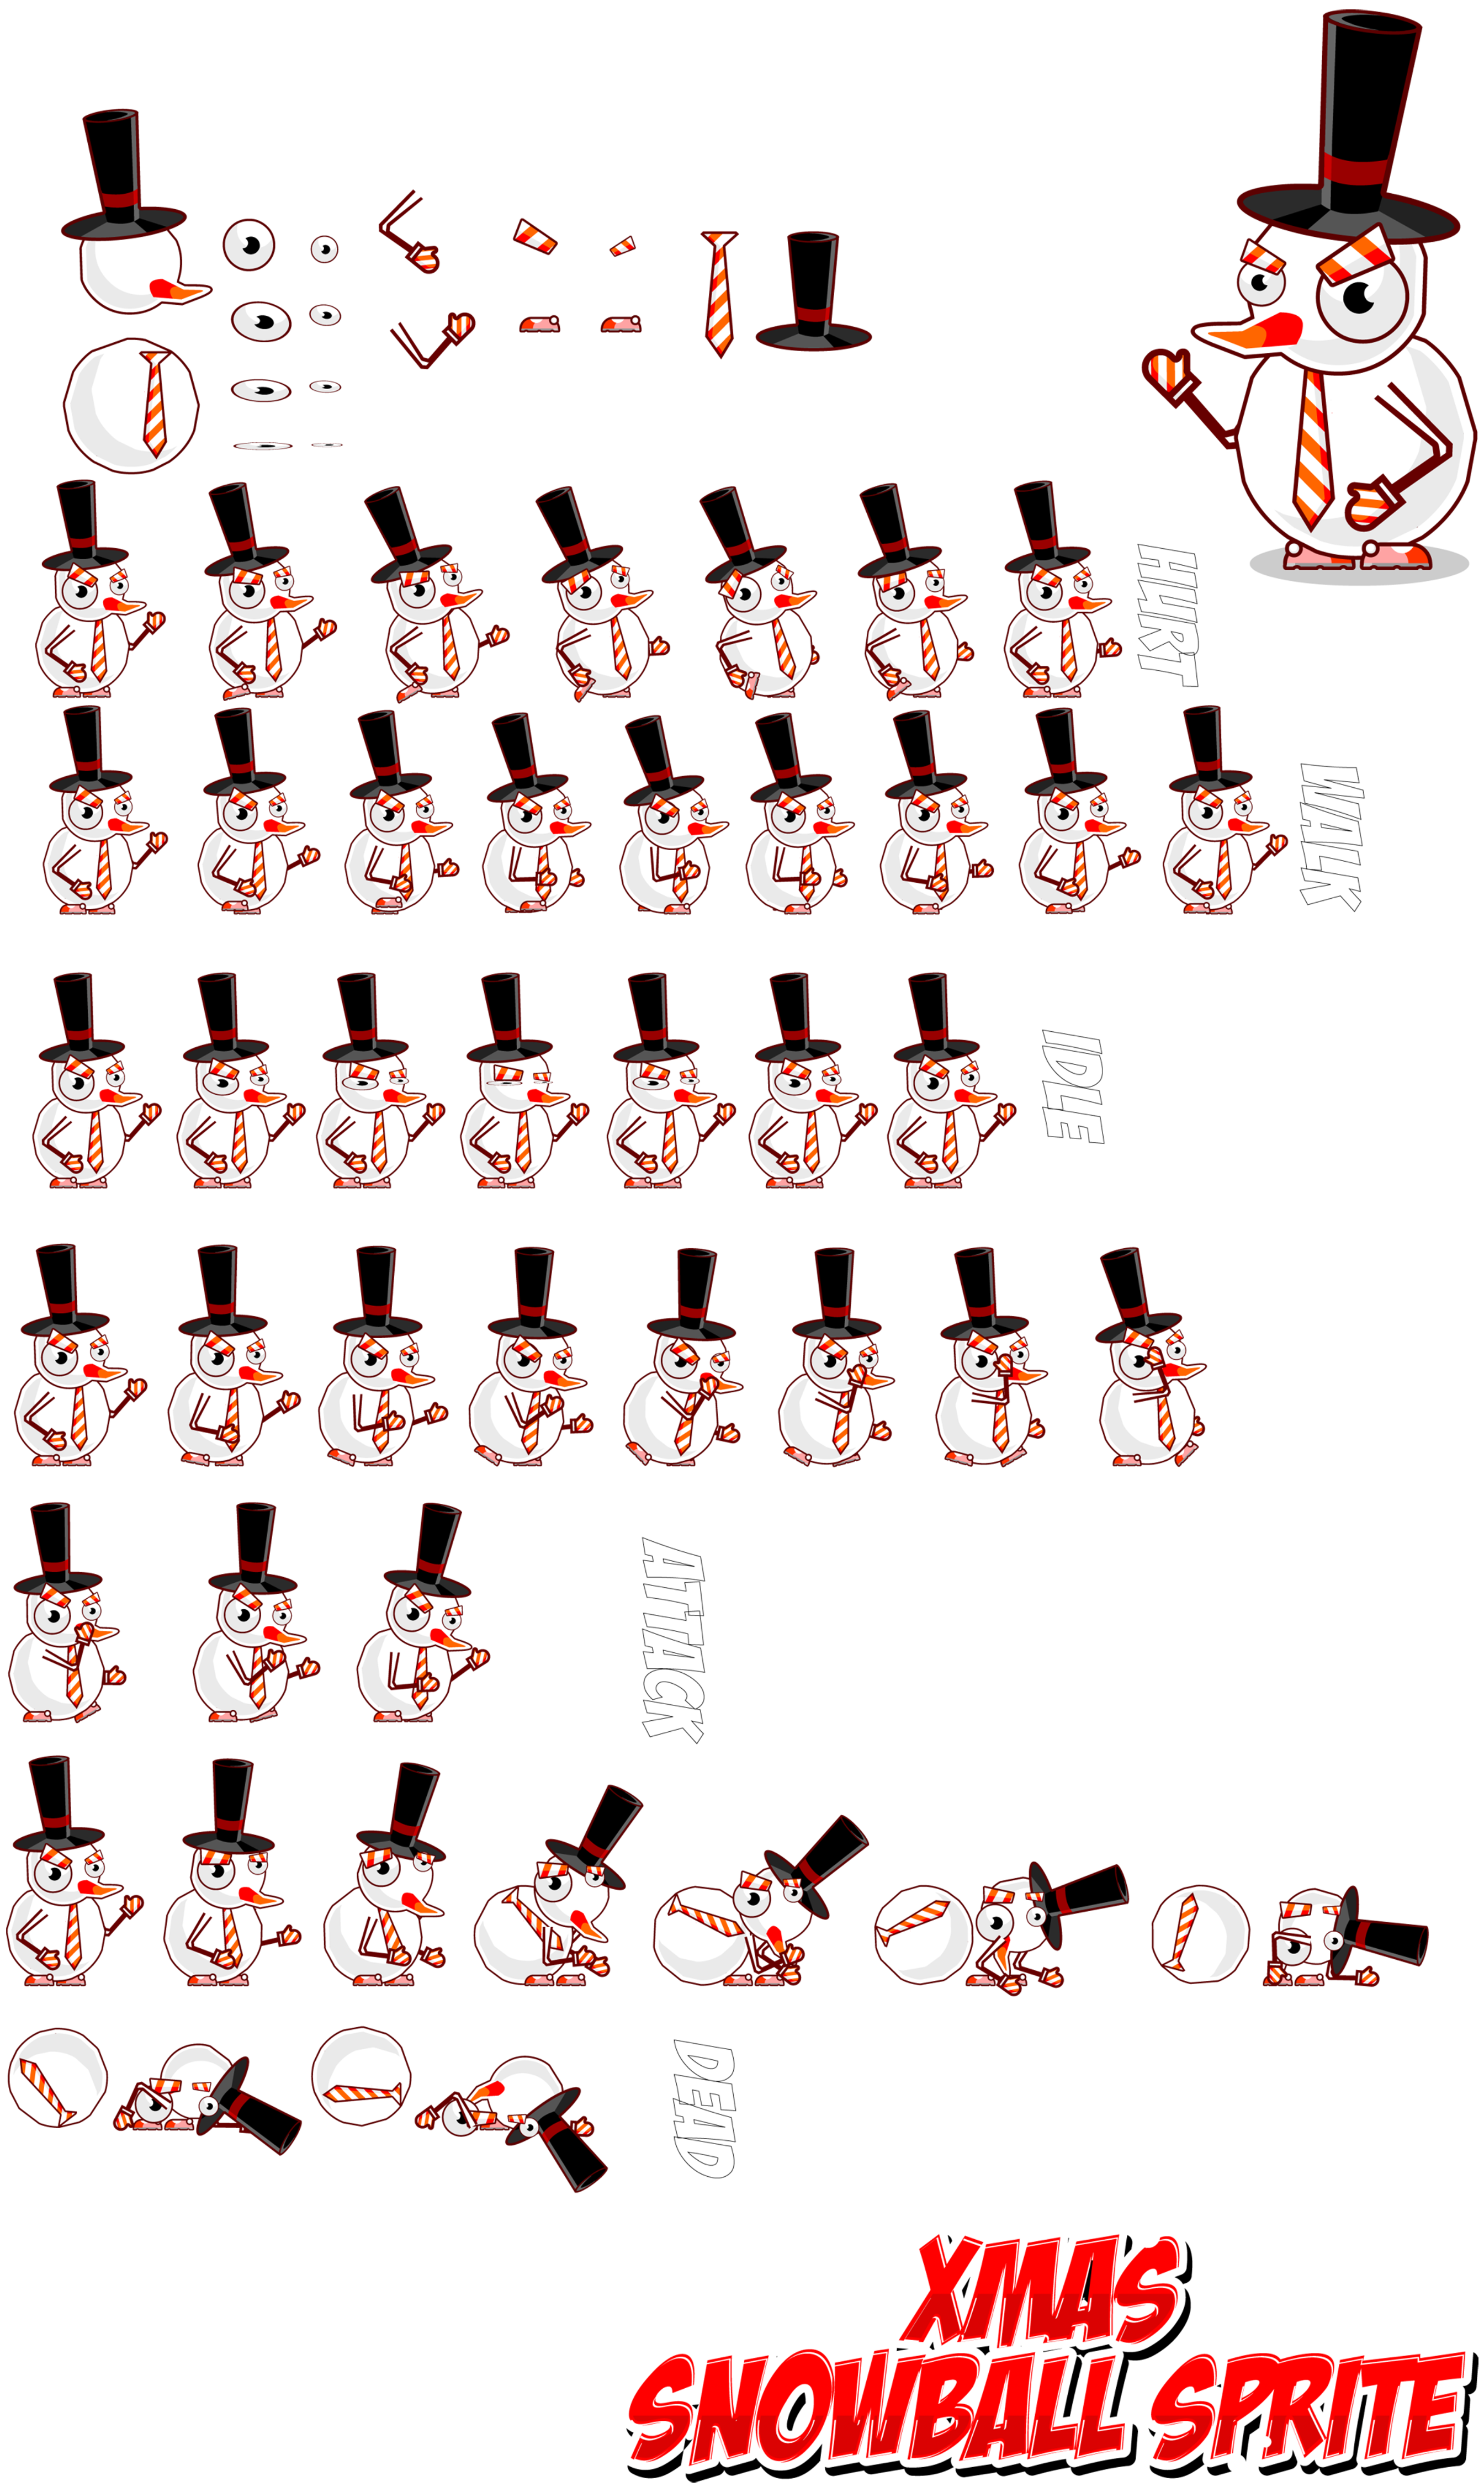 HURT
WALK
IDLE
ATTACK
DEAD
XMAS
SNOWBALL SPRITE